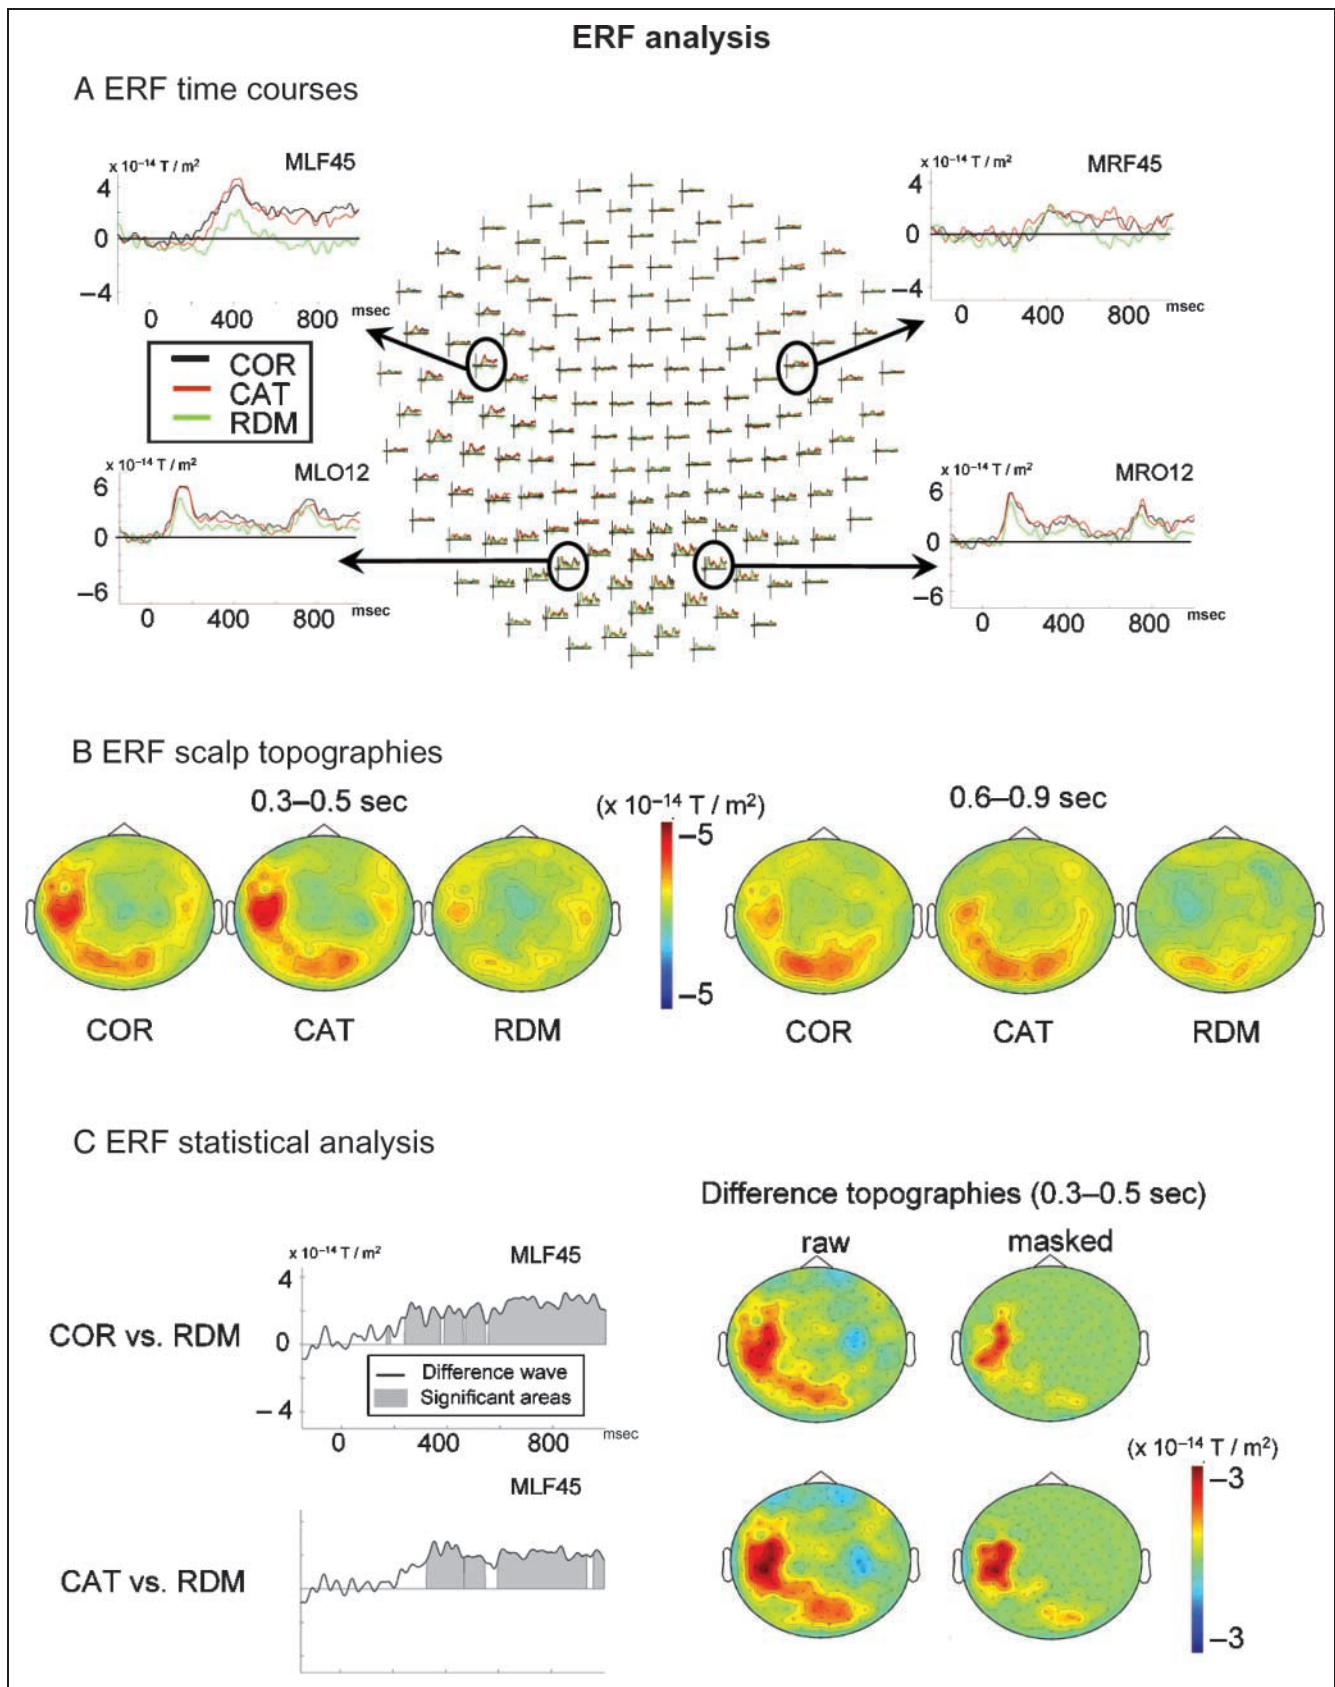 ERF analysis
A ERF time courses
x 10⁻¹⁴ T / m²
MLF45
4
0
–4
0 400 800 msec
x 10⁻¹⁴ T / m²
MRF45
4
0
–4
0 400 800 msec
COR
CAT
RDM
x 10⁻¹⁴ T / m²
MLO12
6
0
–6
0 400 800 msec
x 10⁻¹⁴ T / m²
MRO12
6
0
–6
0 400 800 msec
B ERF scalp topographies
0.3–0.5 sec
(x 10⁻¹⁴ T / m²)
0.6–0.9 sec
–5
–5
COR CAT RDM
COR CAT RDM
C ERF statistical analysis
Difference topographies (0.3–0.5 sec)
raw masked
x 10⁻¹⁴ T / m²
MLF45
4
COR vs. RDM
0
Difference wave
Significant areas
– 4
0 400 800 msec
(x 10⁻¹⁴ T / m²)
MLF45
–3
CAT vs. RDM
–3